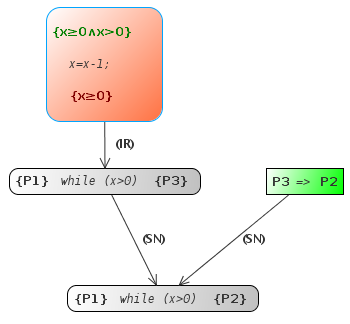 {x≥0∧x>0}
x=x-1;
{x≥0}
(IR)
{P1} while (x>0) {P3}
P3 => P2
(SN) (SN)
{P1} while (x>0) {P2}